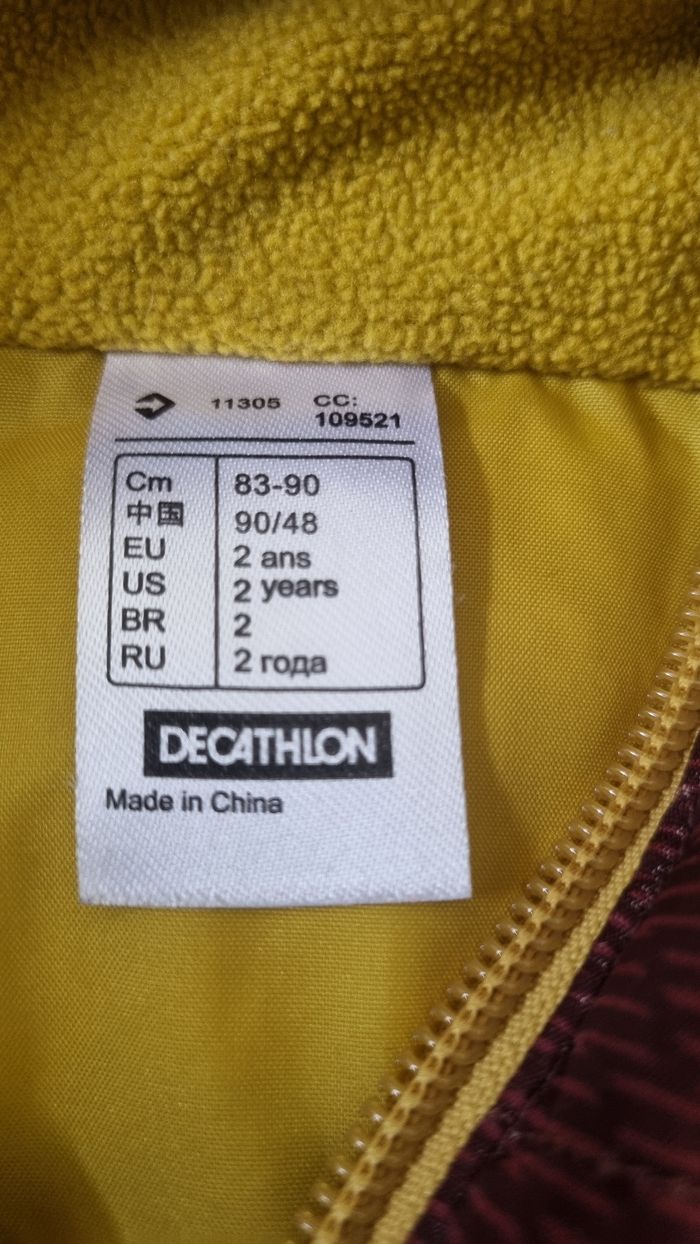 11305 CC:
109521
Cm 83-90
中国 90/48
EU 2 ans
US 2 years
BR 2
RU 2 года
DECATHLON
Made in China